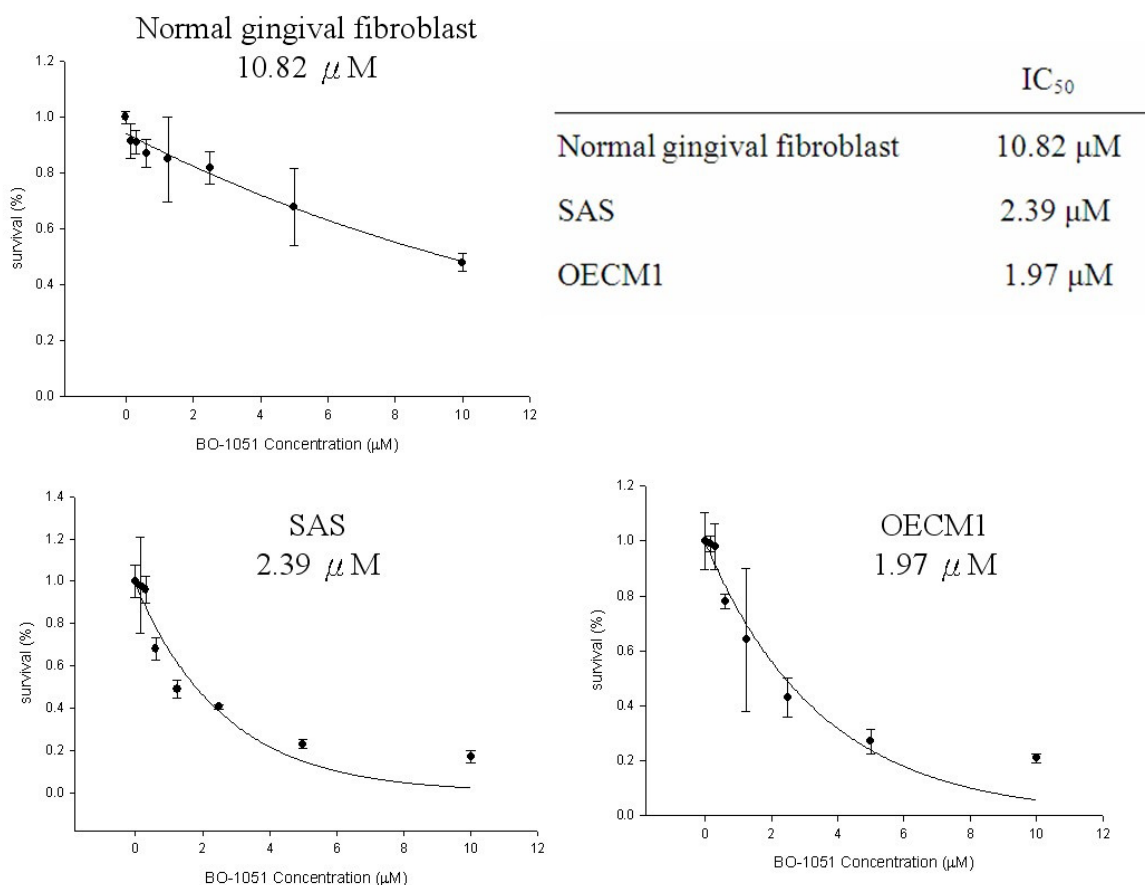 Normal gingival fibroblast
10.82 μM
1.2
1.0
0.8
0.6
0.4
0.2
0.0
survival (%)
0 2 4 6 8 10 12
BO-1051 Concentration (μM)
IC50
Normal gingival fibroblast 10.82 μM
SAS 2.39 μM
OECM1 1.97 μM
SAS
2.39 μM
1.4
1.2
1.0
0.8
0.6
0.4
0.2
0.0
survival (%)
0 2 4 6 8 10 12
BO-1051 Concentration (μM)
OECM1
1.97 μM
1.2
1.0
0.8
0.6
0.4
0.2
0.0
survival (%)
0 2 4 6 8 10 12
BO-1051 Concentration (μM)